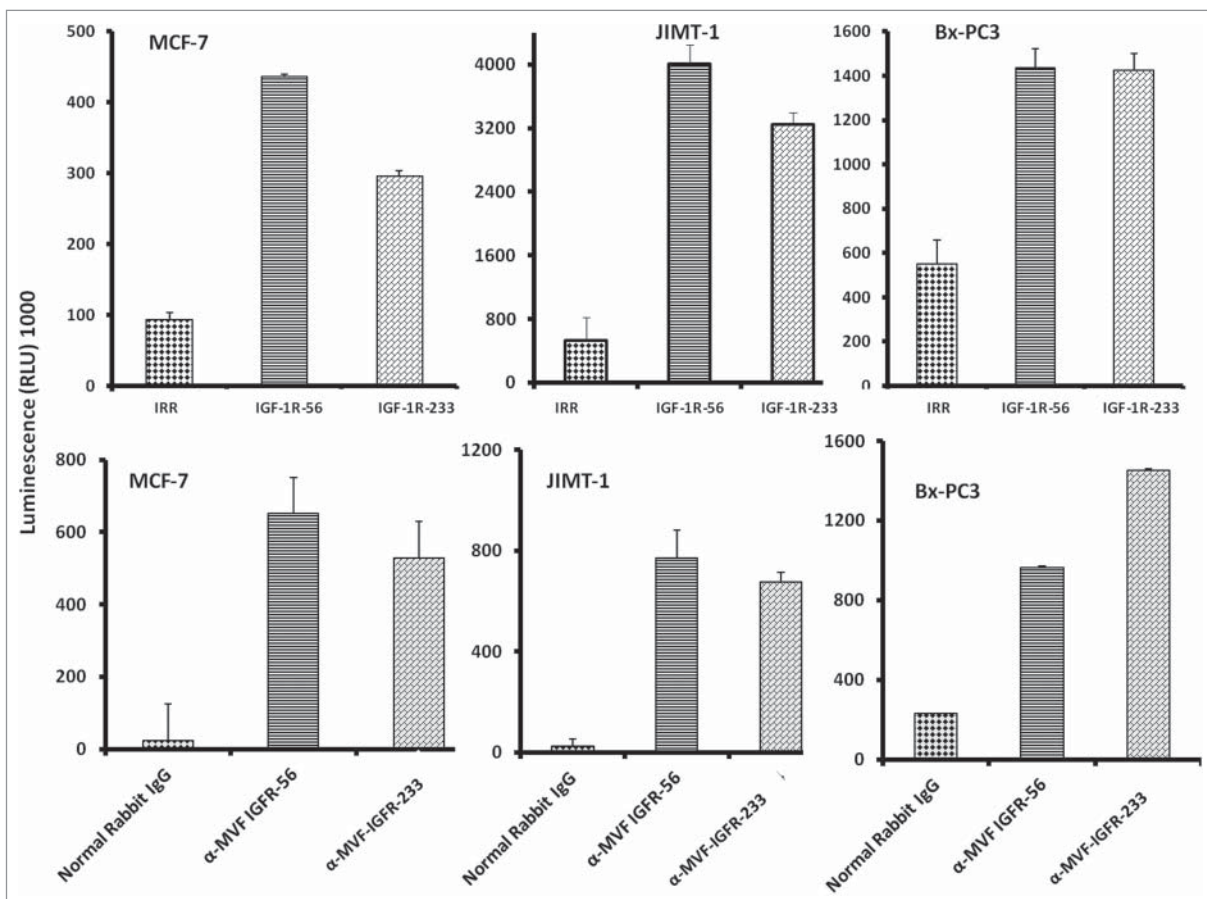 Luminescence (RLU) 1000
MCF-7
500
400
300
200
100
0
IRR
IGF-1R-56
IGF-1R-233
JIMT-1
4000
3200
2400
1600
800
0
IRR
IGF-1R-56
IGF-1R-233
Bx-PC3
1600
1400
1200
1000
800
600
400
200
0
IRR
IGF-1R-56
IGF-1R-233
MCF-7
800
600
400
200
0
Normal Rabbit IgG
α-MVF IGFR-56
α-MVF-IGFR-233
JIMT-1
1200
800
400
0
Normal Rabbit IgG
α-MVF IGFR-56
α-MVF-IGFR-233
Bx-PC3
1600
1200
800
400
0
Normal Rabbit IgG
α-MVF IGFR-56
α-MVF-IGFR-233